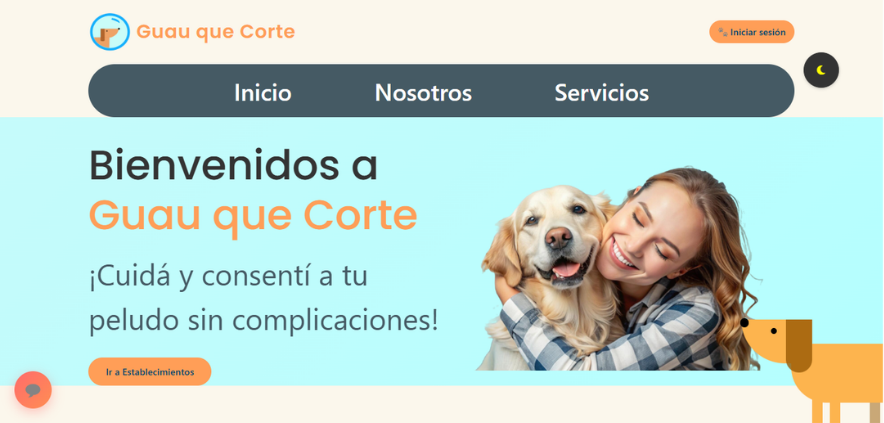 Guau que Corte
Iniciar sesión
Inicio Nosotros Servicios
Bienvenidos a
Guau que Corte
¡Cuidá y consentí a tu
peludo sin complicaciones!
Ir a Establecimientos